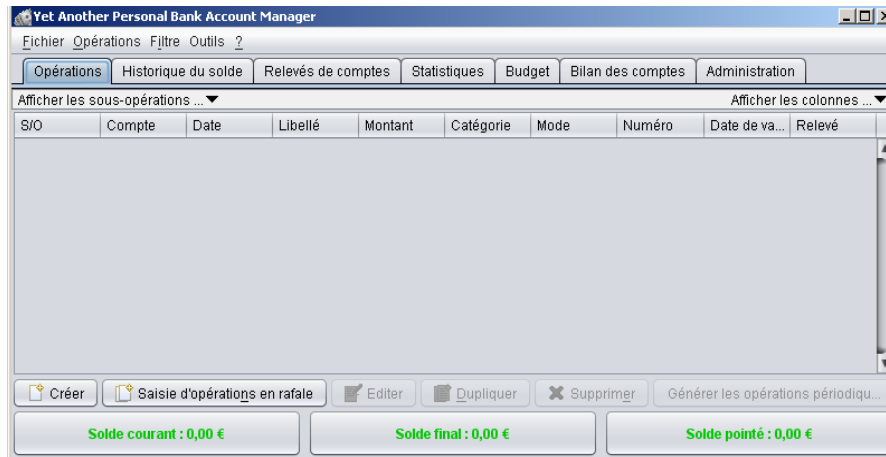 Yet Another Personal Bank Account Manager
Fichier Opérations Filtre Outils ?
Opérations Historique du solde Relevés de comptes Statistiques Budget Bilan des comptes Administration
Afficher les sous-opérations ... Afficher les colonnes ...
S/O Compte Date Libellé Montant Catégorie Mode Numéro Date de va... Relevé
Créer Saisie d'opérations en rafale Editer Dupliquer Supprimer Générer les opérations périodiqu...
Solde courant : 0,00 € Solde final : 0,00 € Solde pointé : 0,00 €